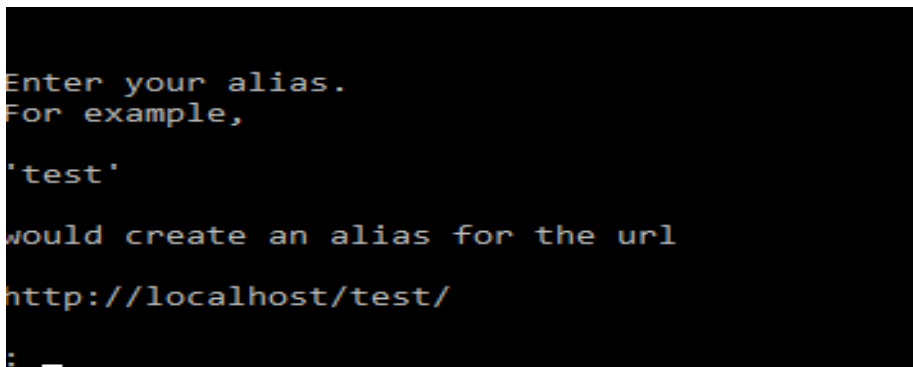 Enter your alias.
For example,
'test'
would create an alias for the url
http://localhost/test/
: _